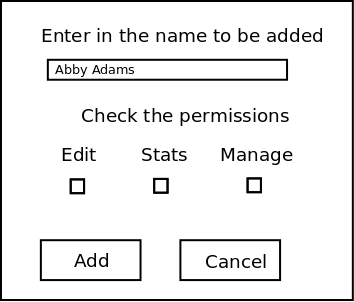 Enter in the name to be added
Abby Adams
Check the permissions
Edit Stats Manage
Add Cancel